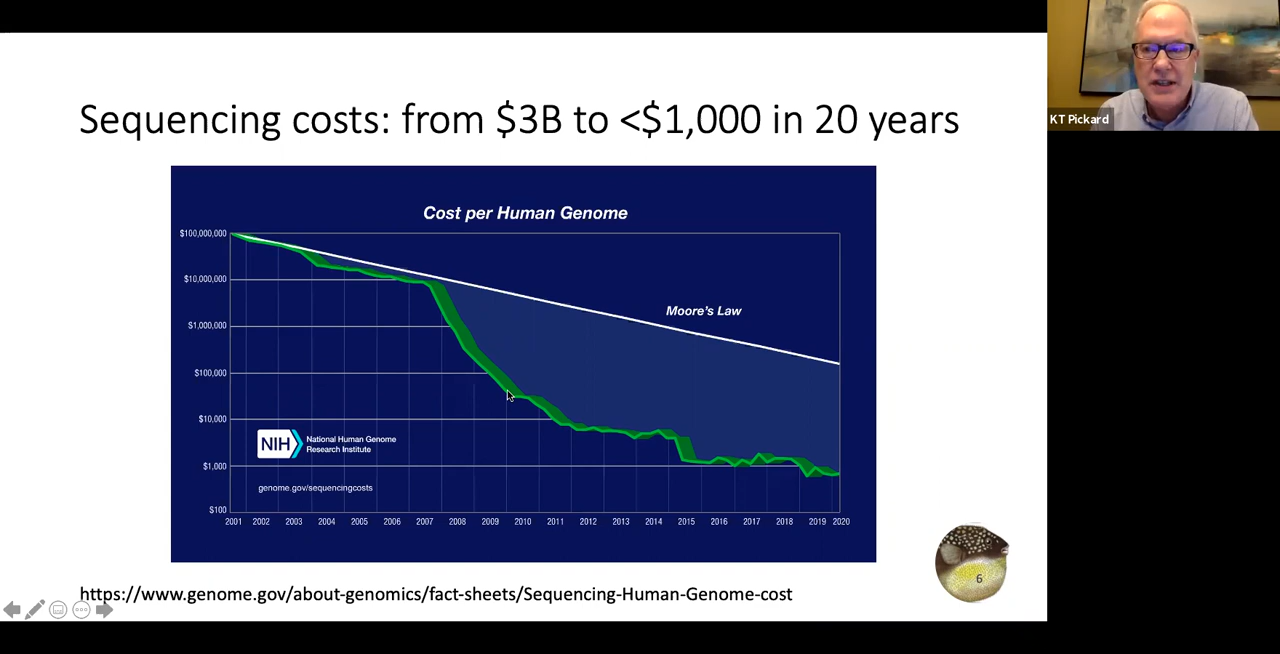 Sequencing costs: from $3B to <$1,000 in 20 years
KT Pickard
Cost per Human Genome
$100,000,000
$10,000,000
Moore's Law
$1,000,000
$100,000
$10,000
NIH National Human Genome
Research Institute
$1,000
genome.gov/sequencingcosts
$100
2001 2002 2003 2004 2005 2006 2007 2008 2009 2010 2011 2012 2013 2014 2015 2016 2017 2018 2019 2020
6
https://www.genome.gov/about-genomics/fact-sheets/Sequencing-Human-Genome-cost